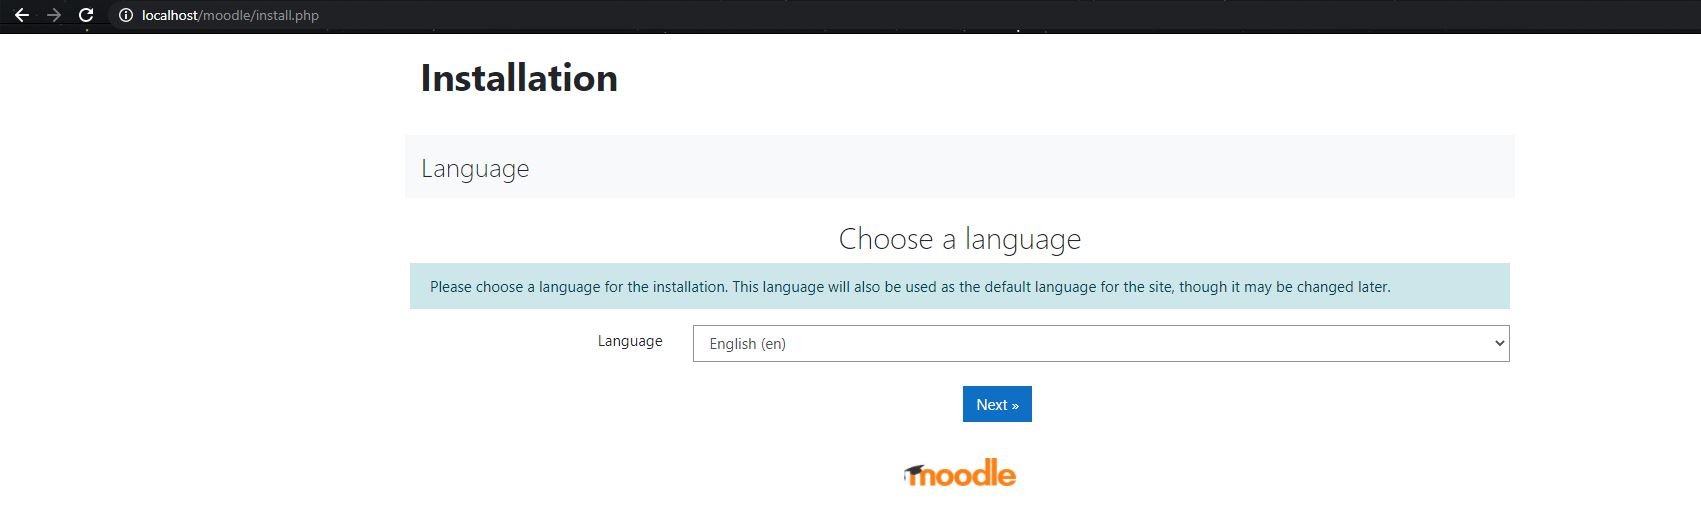 localhost/moodle/install.php
Installation
Language
Choose a language
Please choose a language for the installation. This language will also be used as the default language for the site, though it may be changed later.
Language English (en)
Next »
moodle